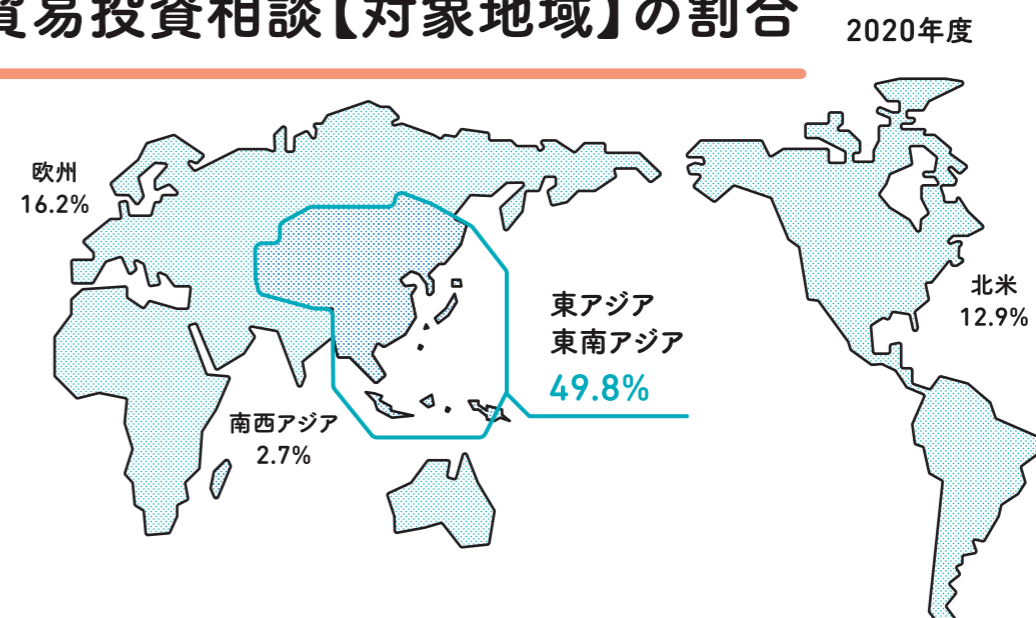 貿易投資相談【対象地域】の割合
2020年度
欧州
16.2%
東アジア
東南アジア
49.8%
北米
12.9%
南西アジア
2.7%